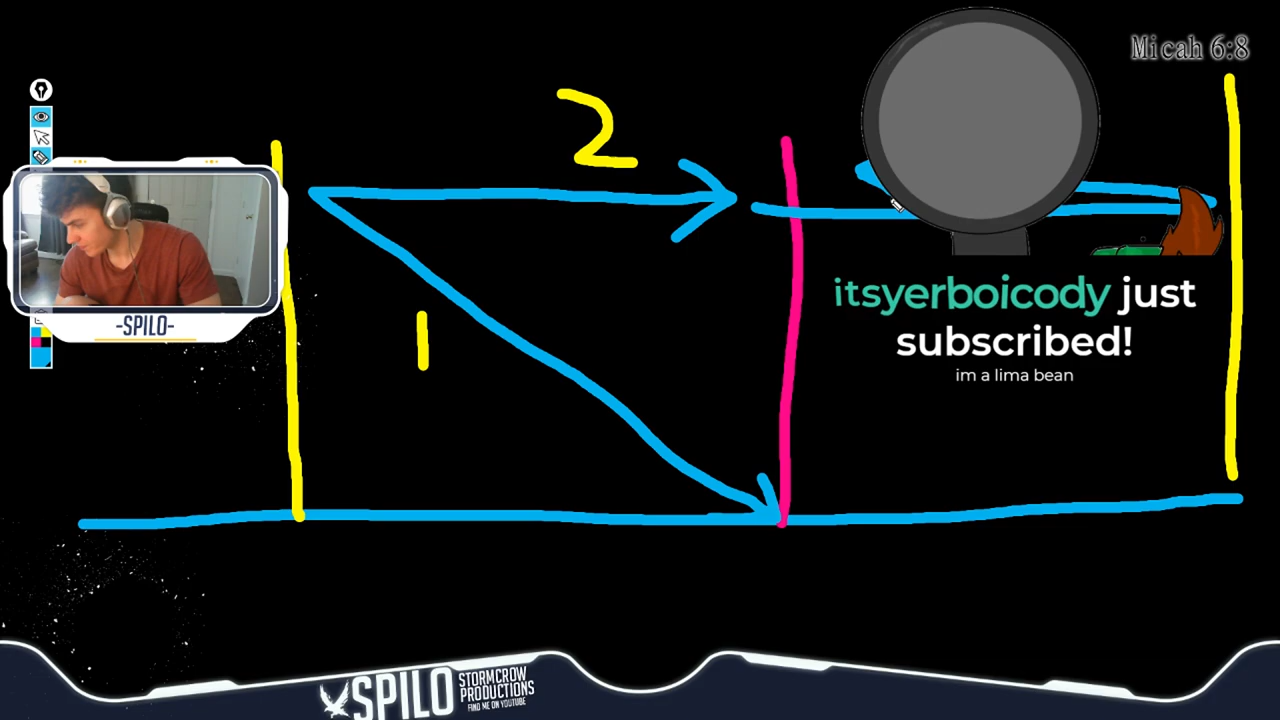 Micah 6:8
2
-SPILO-
1
itsyerboicody just
subscribed!
im a lima bean
SPILO
STORMCROW
PRODUCTIONS
FIND ME ON YOUTUBE